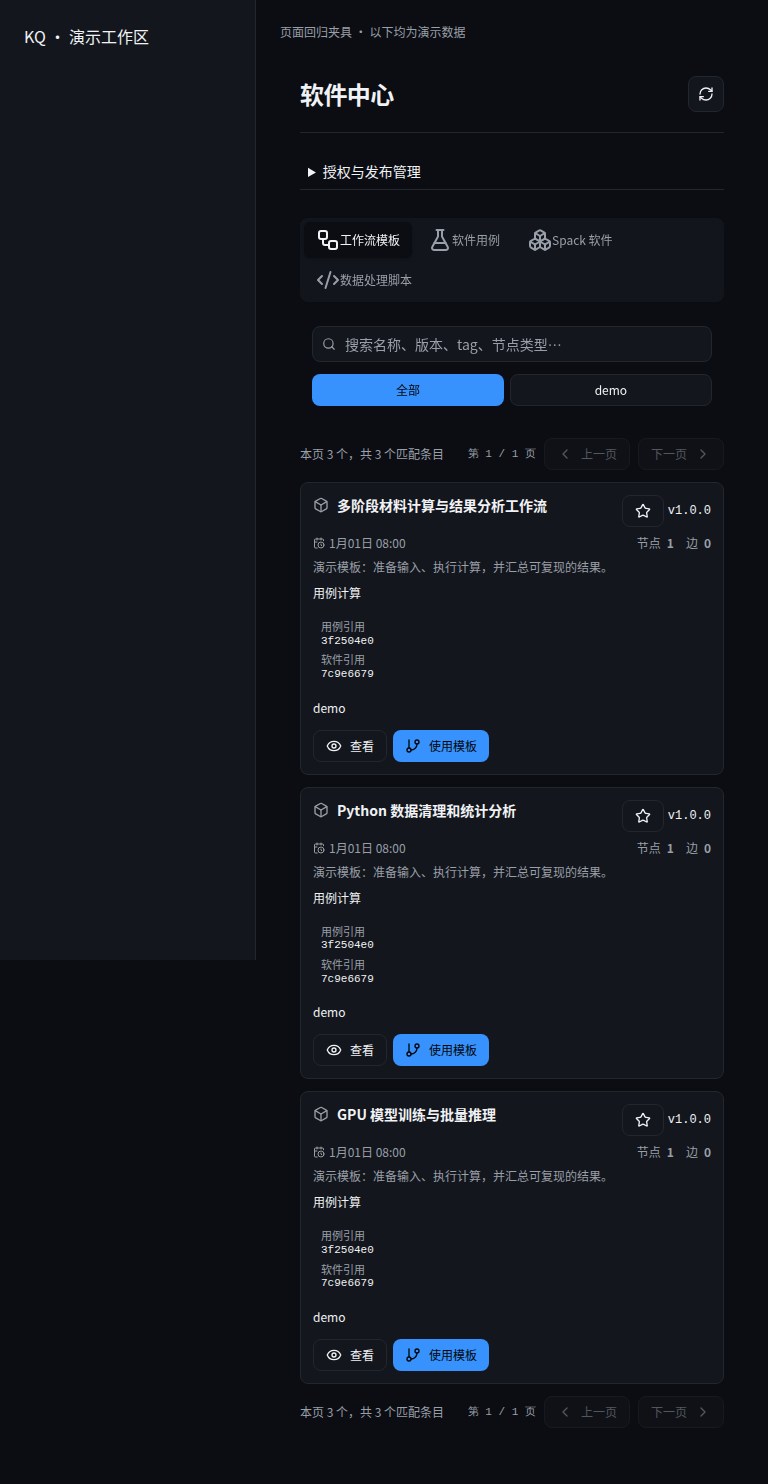 KQ · 演示工作区
页面回归夹具 · 以下均为演示数据
软件中心
授权与发布管理
工作流模板
软件用例
Spack 软件
数据处理脚本
搜索名称、版本、tag、节点类型…
全部
demo
本页 3 个，共 3 个匹配条目
第 1 / 1 页
上一页
下一页
多阶段材料计算与结果分析工作流
v1.0.0
1月01日 08:00
节点 1 边 0
演示模板：准备输入、执行计算，并汇总可复现的结果。
用例计算
用例引用
3f2504e0
软件引用
7c9e6679
demo
查看
使用模板
Python 数据清理和统计分析
v1.0.0
1月01日 08:00
节点 1 边 0
演示模板：准备输入、执行计算，并汇总可复现的结果。
用例计算
用例引用
3f2504e0
软件引用
7c9e6679
demo
查看
使用模板
GPU 模型训练与批量推理
v1.0.0
1月01日 08:00
节点 1 边 0
演示模板：准备输入、执行计算，并汇总可复现的结果。
用例计算
用例引用
3f2504e0
软件引用
7c9e6679
demo
查看
使用模板
本页 3 个，共 3 个匹配条目
第 1 / 1 页
上一页
下一页